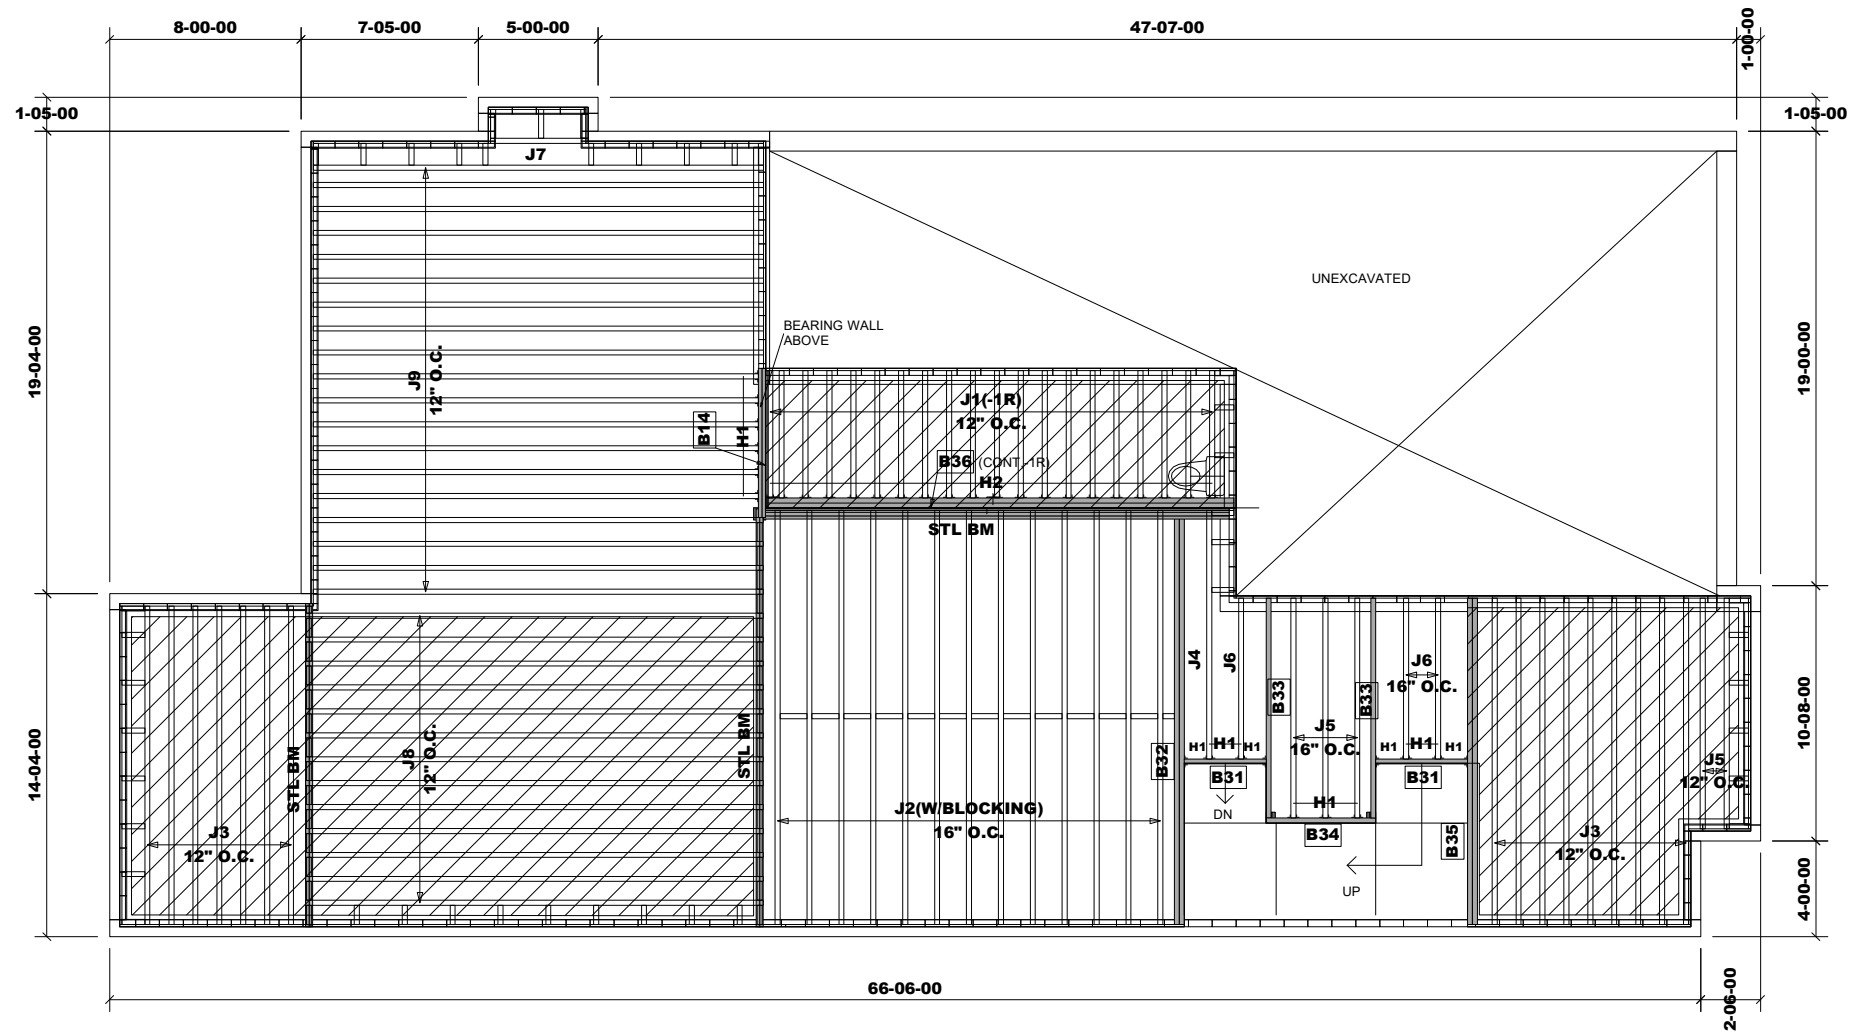 8-00-00
7-05-00
5-00-00
47-07-00
1-00-00
1-05-00
1-05-00
J7
UNEXCAVATED
BEARING WALL
ABOVE
19-04-00
19-00-00
J9
12" O.C.
B14
H1
J1(-1R)
12" O.C.
B36 (CONT,-1R)
H2
STL BM
J4
J6
B33
B33
J6
16" O.C.
J5
16" O.C.
H1
H1
H1
H1
H1
H1
B31
B31
DN
H1
B34
UP
B32
B35
J5
12" O.C.
10-08-00
14-04-00
STL BM
J8
12" O.C.
STL BM
J3
12" O.C.
J2(W/BLOCKING)
16" O.C.
J3
12" O.C.
4-00-00
66-06-00
2-06-00